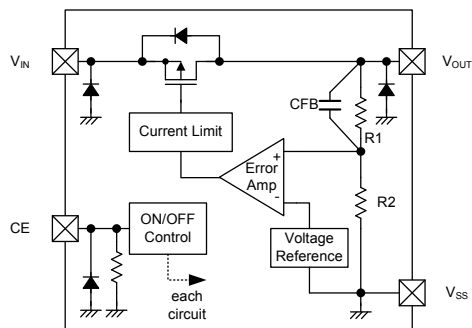 VIN
VOUT
CFB
R1
Current Limit
+
Error
Amp
-
R2
CE
ON/OFF
Control
Voltage
Reference
each
circuit
VSS